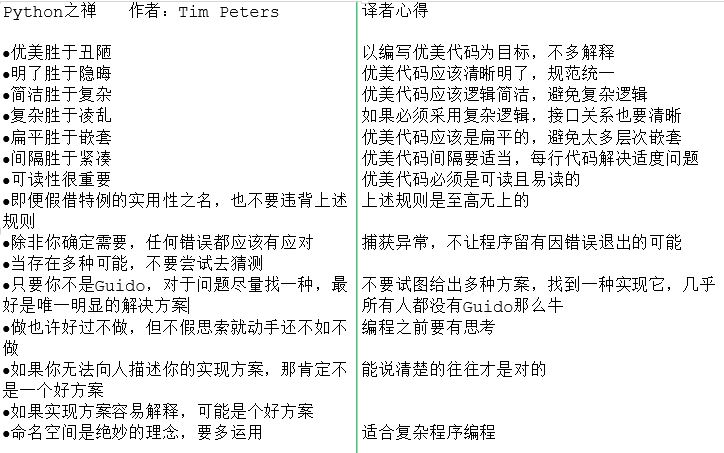 Python之禅 作者：Tim Peters
•优美胜于丑陋
•明了胜于隐晦
•简洁胜于复杂
•复杂胜于凌乱
•扁平胜于嵌套
•间隔胜于紧凑
•可读性很重要
•即便假借特例的实用性之名，也不要违背上述
规则
•除非你确定需要，任何错误都应该有应对
•当存在多种可能，不要尝试去猜测
•只要你不是Guido，对于问题尽量找一种，最
好是唯一明显的解决方案
•做也许好过不做，但不假思索就动手还不如不
做
•如果你无法向人描述你的实现方案，那肯定不
是一个好方案
•如果实现方案容易解释，可能是个好方案
•命名空间是绝妙的理念，要多运用
译者心得
以编写优美代码为目标，不多解释
优美代码应该清晰明了，规范统一
优美代码应该逻辑简洁，避免复杂逻辑
如果必须采用复杂逻辑，接口关系也要清晰
优美代码应该是扁平的，避免太多层次嵌套
优美代码间隔要适当，每行代码解决适度问题
优美代码必须是可读且易读的
上述规则是至高无上的
捕获异常，不让程序留有因错误退出的可能
不要试图给出多种方案，找到一种实现它，几乎
所有人都没有Guido那么牛
编程之前要有思考
能说清楚的往往才是对的
适合复杂程序编程